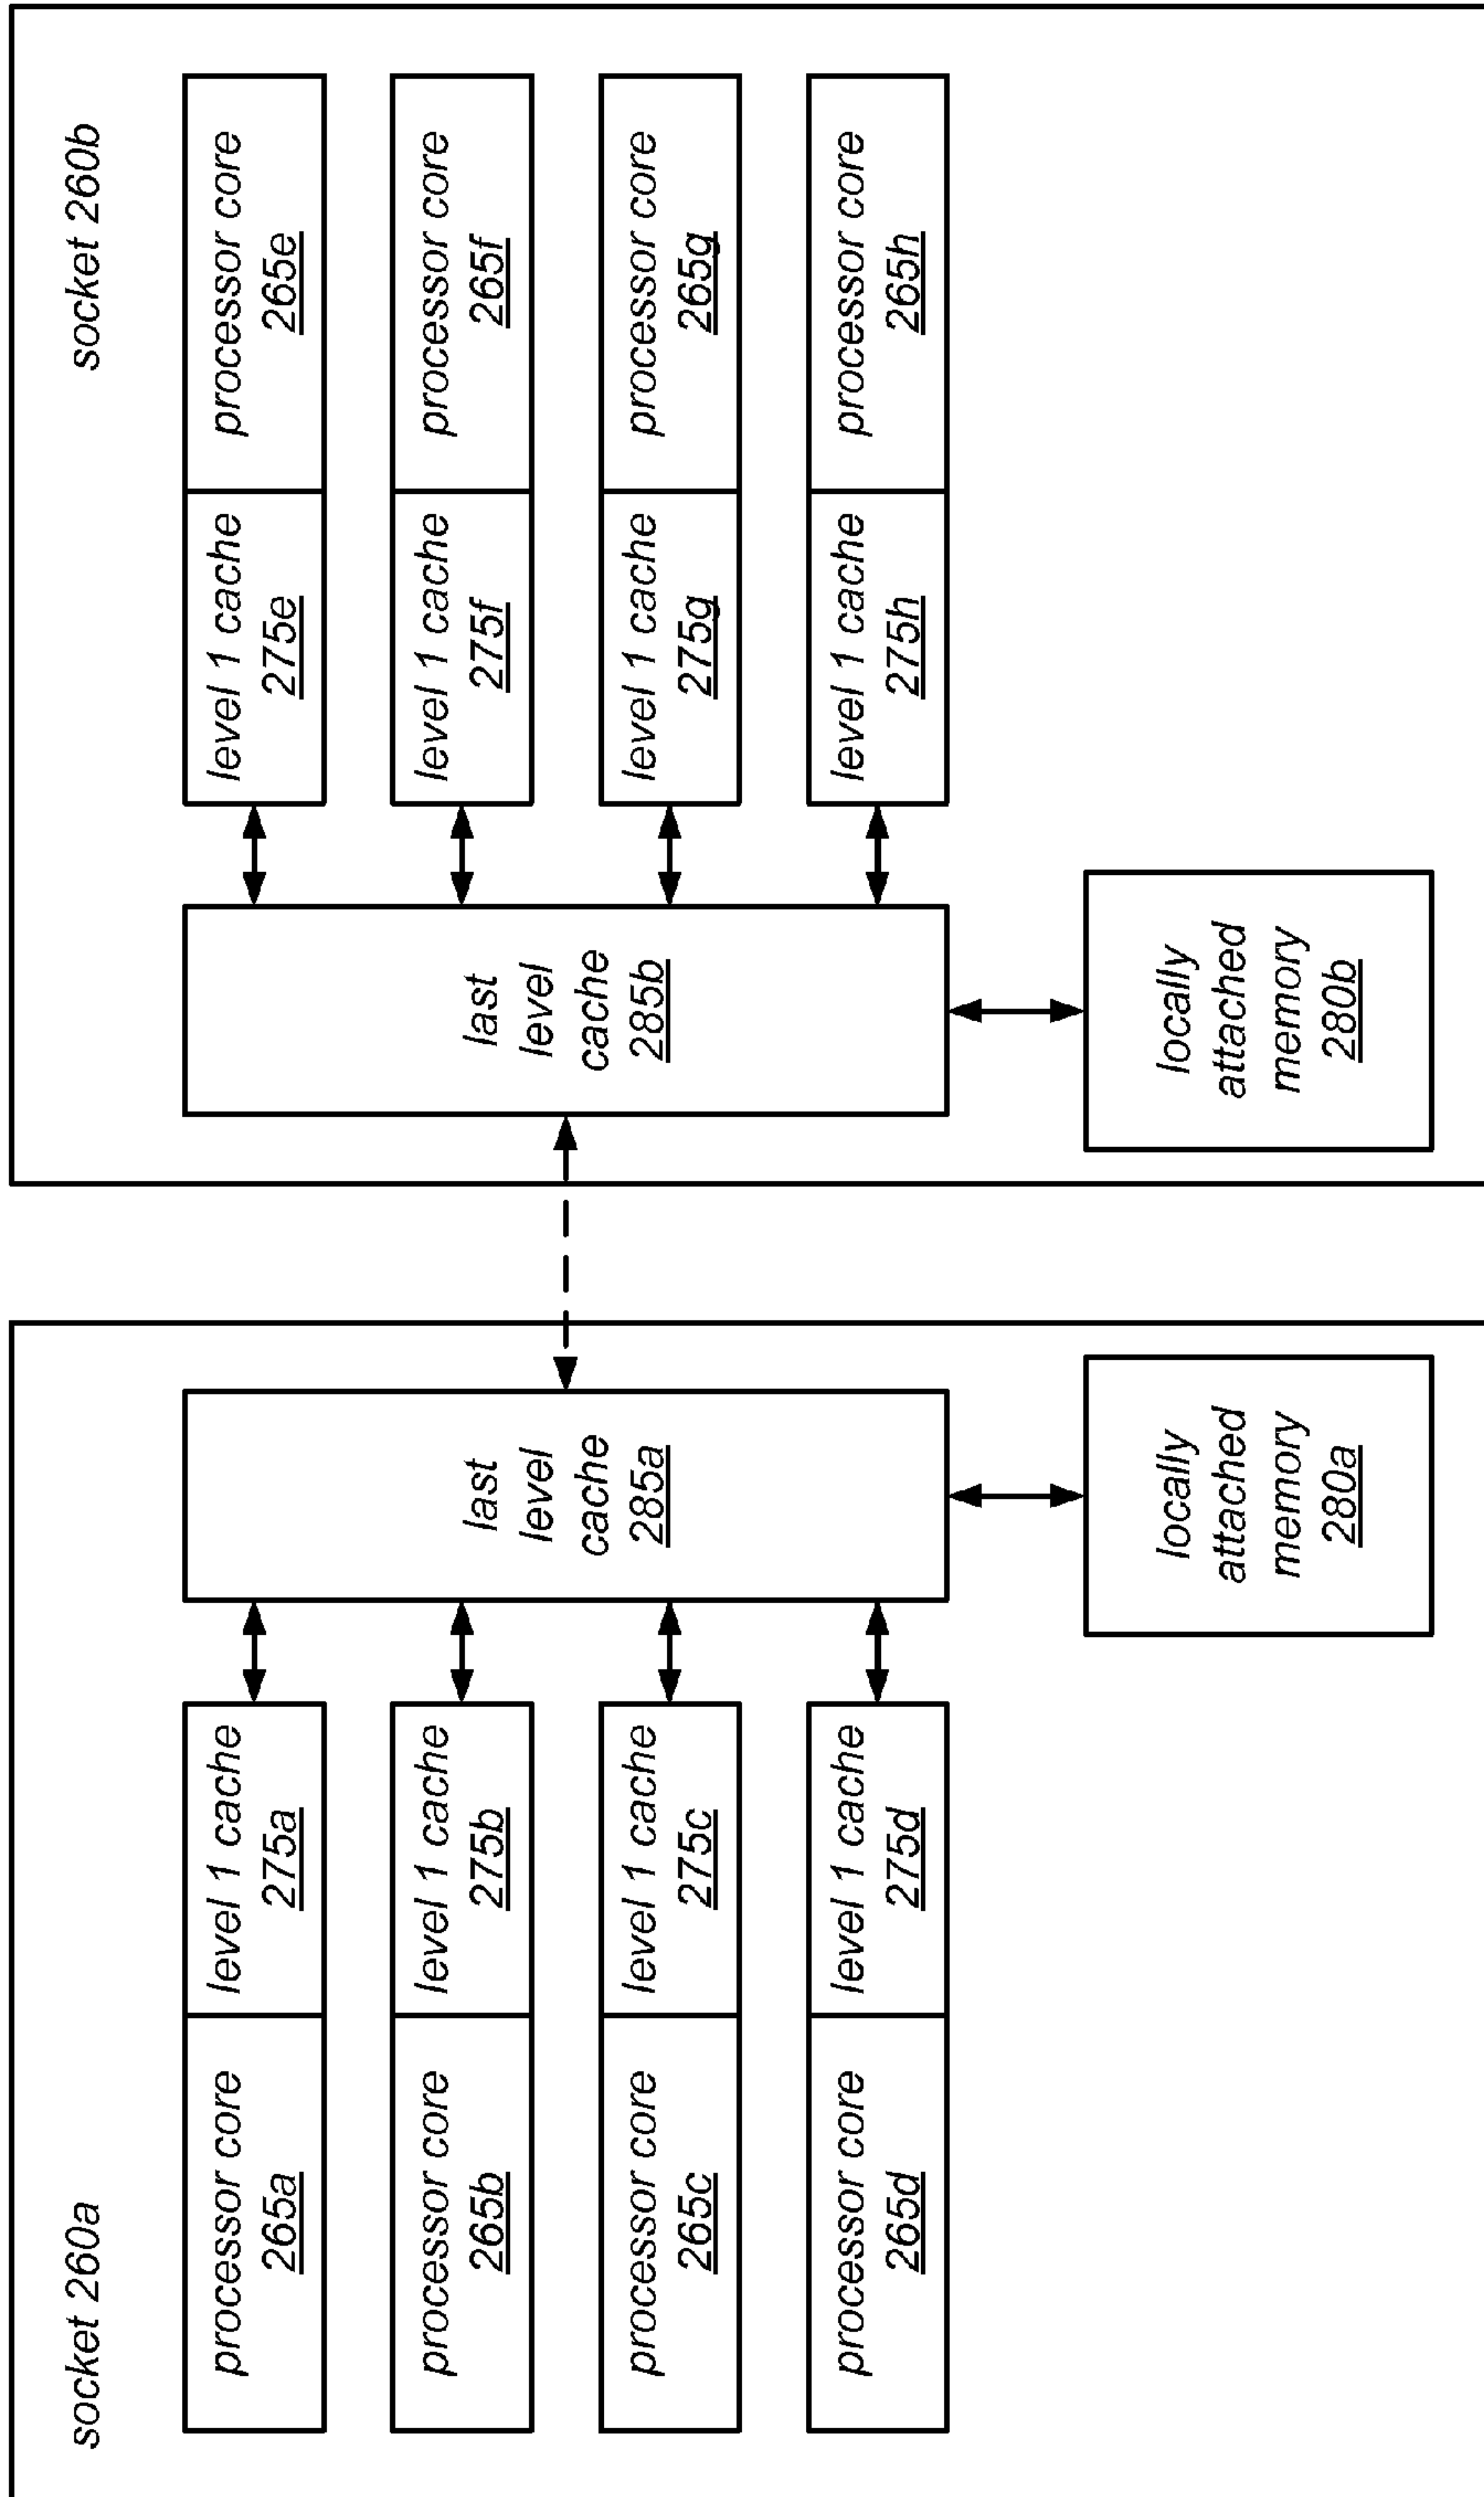 socket 260a
processor core
265a
level 1 cache
275a
processor core
265b
level 1 cache
275b
processor core
265c
level 1 cache
275c
processor core
265d
level 1 cache
275d
last
level
cache
285a
locally
attached
memory
280a
socket 260b
last
level
cache
285b
level 1 cache
275e
processor core
265e
level 1 cache
275f
processor core
265f
level 1 cache
275g
processor core
265g
level 1 cache
275h
processor core
265h
locally
attached
memory
280b